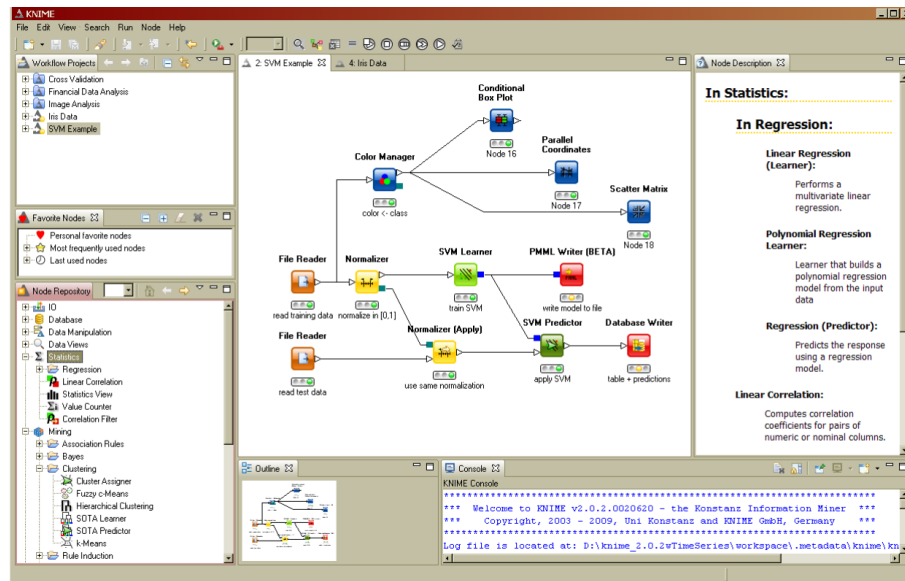 KNIME
File Edit View Search Run Node Help
Workflow Projects
Cross Validation
Financial Data Analysis
Image Analysis
Iris Data
SVM Example
Favorite Nodes
Personal favorite nodes
Most frequently used nodes
Last used nodes
Node Repository
IO
Database
Data Manipulation
Data Views
Statistics
Regression
Linear Correlation
Statistics View
Value Counter
Correlation Filter
Mining
Association Rules
Bayes
Clustering
Cluster Assigner
Fuzzy c-Means
Hierarchical Clustering
SOTA Learner
SOTA Predictor
k-Means
Rule Induction
2: SVM Example
4: Iris Data
Conditional
Box Plot
Node 16
Parallel
Coordinates
Node 17
Color Manager
color <- class
Scatter Matrix
Node 18
File Reader
read training data
Normalizer
normalize in [0,1]
SVM Learner
train SVM
PMML Writer (BETA)
write model to file
File Reader
read test data
Normalizer (Apply)
use same normalization
SVM Predictor
apply SVM
Database Writer
table + predictions
Node Description
In Statistics:
In Regression:
Linear Regression
(Learner):
Performs a
multivariate linear
regression.
Polynomial Regression
Learner:
Learner that builds a
polynomial regression
model from the input
data
Regression (Predictor):
Predicts the response
using a regression
model.
Linear Correlation:
Computes correlation
coefficients for pairs of
numeric or nominal columns.
Outline
Console
KNIME Console
***********************************************************************
*** Welcome to KNIME v2.0.2.0020620 - the Konstanz Information Miner ***
*** Copyright, 2003 - 2009, Uni Konstanz and KNIME GmbH, Germany ***
***********************************************************************
Log file is located at: D:\knime_2.0.2wTimeSeries\workspace\.metadata\knime\kn